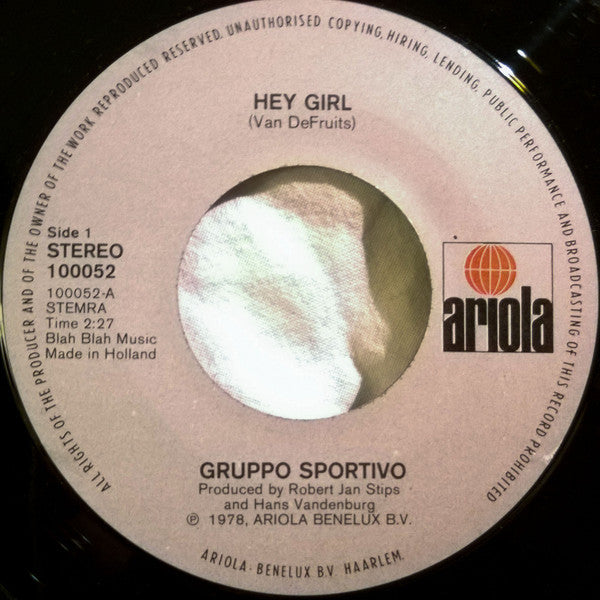 ALL RIGHTS OF THE PRODUCER AND OF THE OWNER OF THE WORK REPRODUCED RESERVED. UNAUTHORISED COPYING, HIRING, LENDING, PUBLIC PERFORMANCE AND BROADCASTING OF THIS RECORD PROHIBITED
HEY GIRL
(Van DeFruits)
Side 1
STEREO
100052
100052-A
STEMRA
Time 2:27
Blah Blah Music
Made in Holland
ariola
GRUPPO SPORTIVO
Produced by Robert Jan Stips
and Hans Vandenburg
℗ 1978, ARIOLA BENELUX B.V.
ARIOLA-BENELUX B.V. HAARLEM.